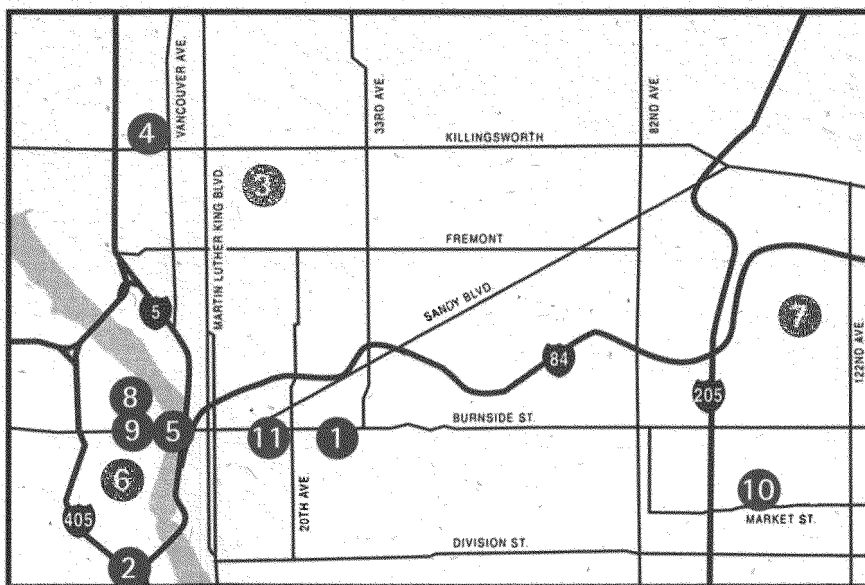 VANCOUVER AVE.
33RD AVE.
82ND AVE.
4
KILLINGSWORTH
3
MARTIN LUTHER KING BLVD.
FREMONT
SANDY BLVD.
5
7
84
122ND AVE.
8
205
9
5
11
1
BURNSIDE ST.
6
20TH AVE.
10
405
MARKET ST.
DIVISION ST.
2